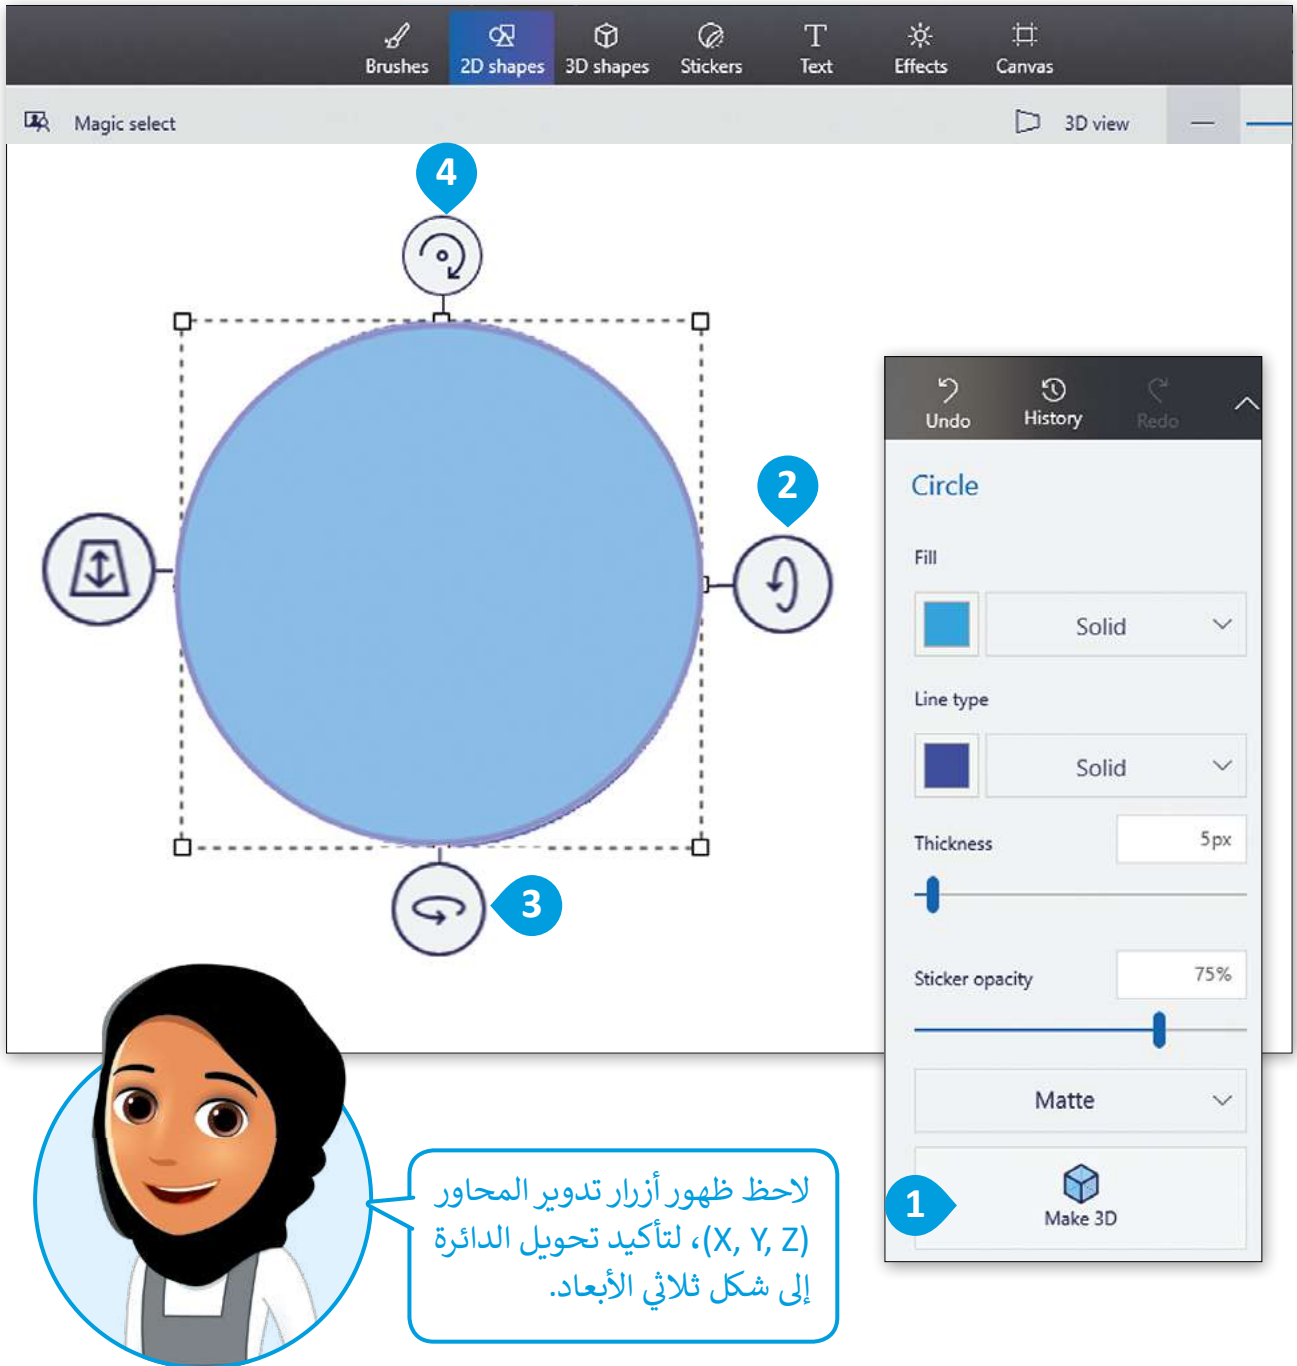 Brushes
2D shapes
3D shapes
Stickers
Text
Effects
Canvas
Magic select
3D view
4
2
3
Undo
History
Redo
Circle
Fill
Solid
Line type
Solid
Thickness
5px
Sticker opacity
75%
Matte
1
Make 3D
لاحظ ظهور أزرار تدوير المحاور
(X, Y, Z)، لتأكيد تحويل الدائرة
إلى شكل ثلاثي الأبعاد.